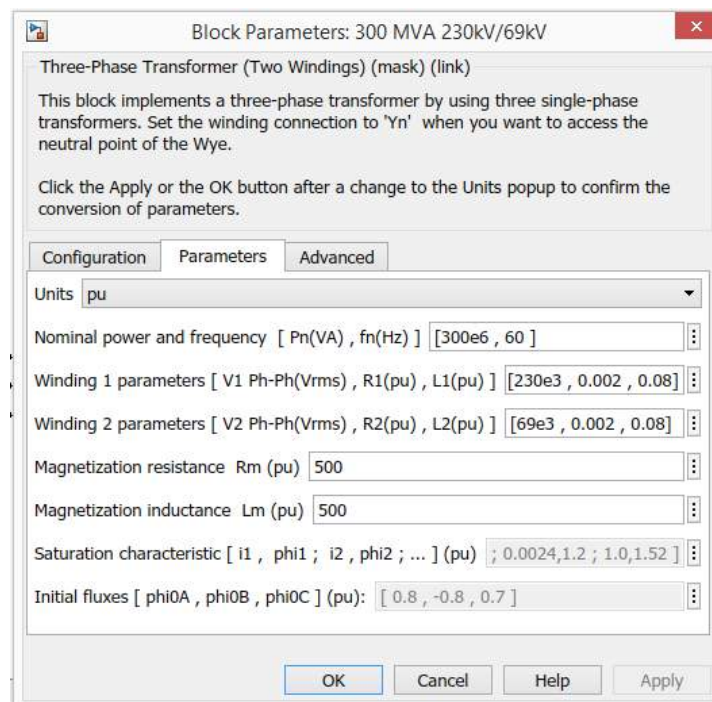 Block Parameters: 300 MVA 230kV/69kV
Three-Phase Transformer (Two Windings) (mask) (link)
This block implements a three-phase transformer by using three single-phase
transformers. Set the winding connection to 'Yn' when you want to access the
neutral point of the Wye.
Click the Apply or the OK button after a change to the Units popup to confirm the
conversion of parameters.
Configuration Parameters Advanced
Units pu
Nominal power and frequency [ Pn(VA) , fn(Hz) ] [300e6 , 60 ]
Winding 1 parameters [ V1 Ph-Ph(Vrms) , R1(pu) , L1(pu) ] [230e3 , 0.002 , 0.08]
Winding 2 parameters [ V2 Ph-Ph(Vrms) , R2(pu) , L2(pu) ] [69e3 , 0.002 , 0.08]
Magnetization resistance Rm (pu) 500
Magnetization inductance Lm (pu) 500
Saturation characteristic [ i1 , phi1 ; i2 , phi2 ; ... ] (pu) ; 0.0024,1.2 ; 1.0,1.52 ]
Initial fluxes [ phi0A , phi0B , phi0C ] (pu): [ 0.8 , -0.8 , 0.7 ]
OK Cancel Help Apply